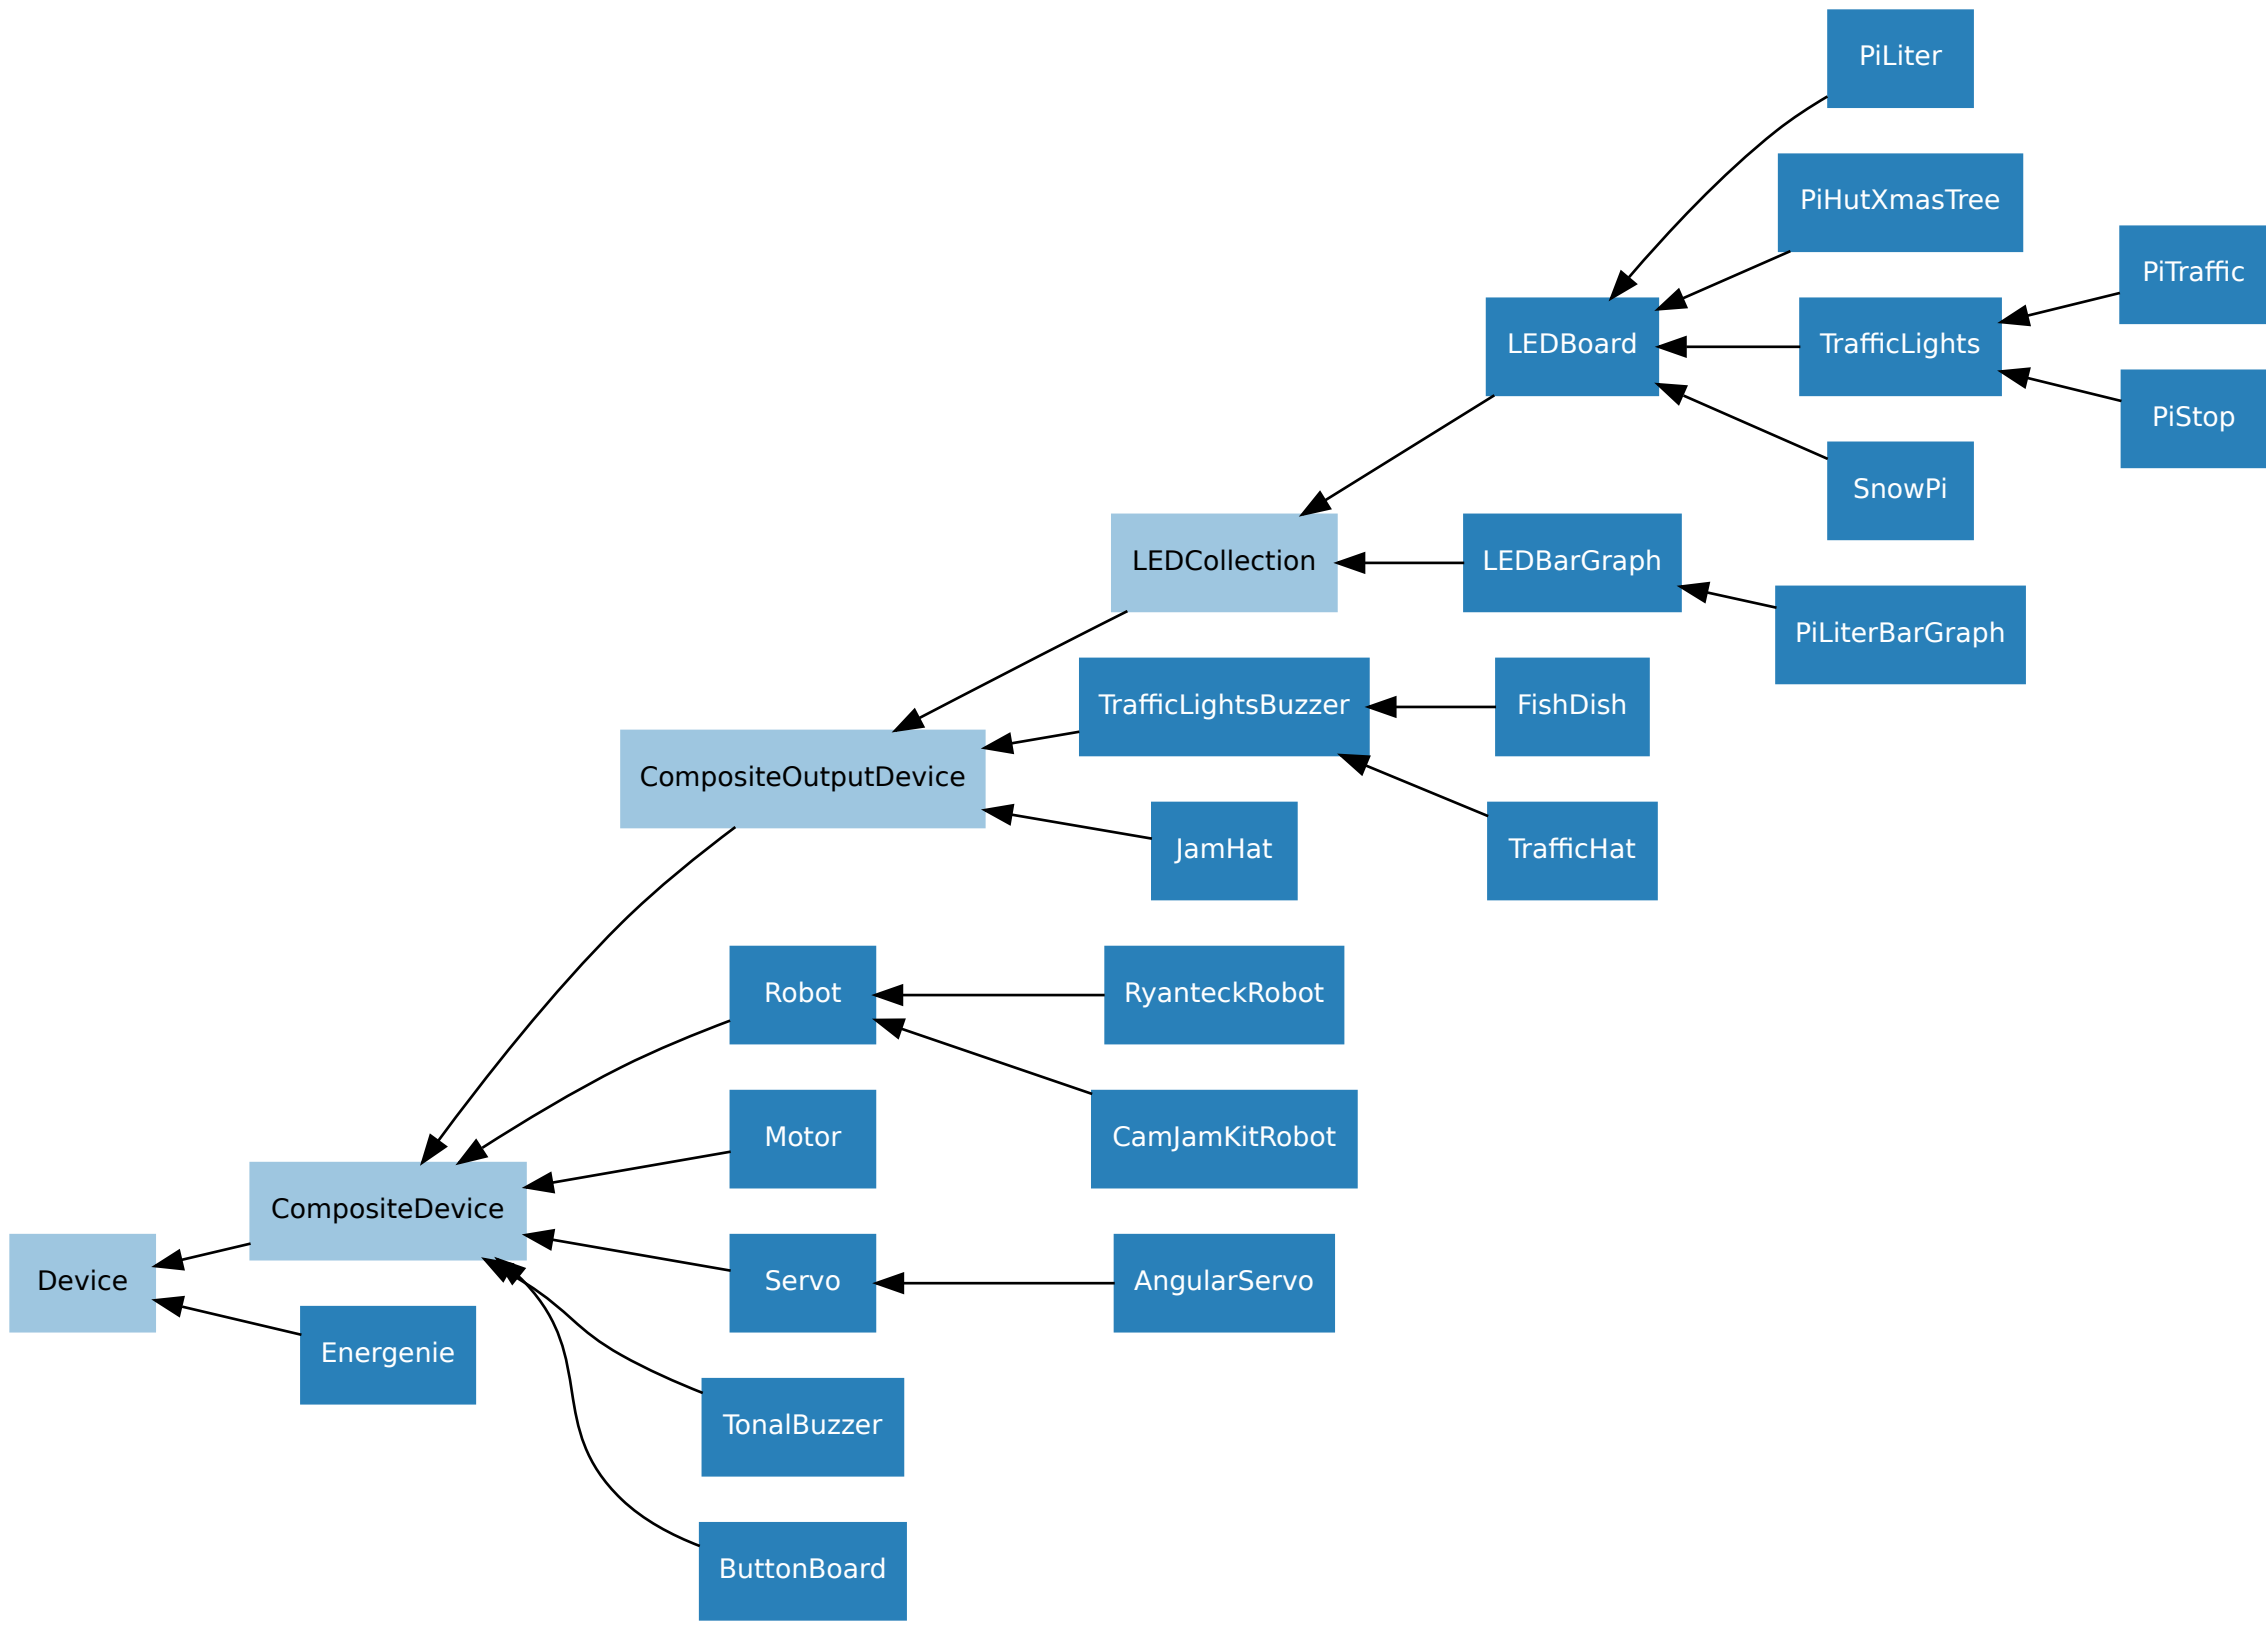 PiLiter
PiHutXmasTree
PiTraffic
LEDBoard
TrafficLights
PiStop
SnowPi
LEDCollection
LEDBarGraph
PiLiterBarGraph
TrafficLightsBuzzer
FishDish
CompositeOutputDevice
JamHat
TrafficHat
Robot
RyanteckRobot
Motor
CamJamKitRobot
CompositeDevice
Device
Servo
AngularServo
Energenie
TonalBuzzer
ButtonBoard